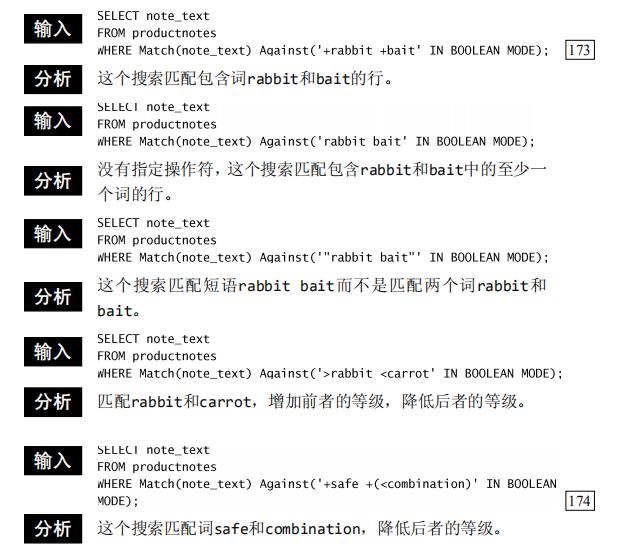 输入 SELECT note_text
FROM productnotes
WHERE Match(note_text) Against('+rabbit +bait' IN BOOLEAN MODE); 173
分析 这个搜索匹配包含词rabbit和bait的行。
输入 SELECT note_text
FROM productnotes
WHERE Match(note_text) Against('rabbit bait' IN BOOLEAN MODE);
分析 没有指定操作符，这个搜索匹配包含rabbit和bait中的至少一
个词的行。
输入 SELECT note_text
FROM productnotes
WHERE Match(note_text) Against('"rabbit bait"' IN BOOLEAN MODE);
分析 这个搜索匹配短语rabbit bait而不是匹配两个词rabbit和
bait。
输入 SELECT note_text
FROM productnotes
WHERE Match(note_text) Against('>rabbit <carrot' IN BOOLEAN MODE);
分析 匹配rabbit和carrot，增加前者的等级，降低后者的等级。
输入 SELECT note_text
FROM productnotes
WHERE Match(note_text) Against('+safe +(<combination)' IN BOOLEAN
MODE); 174
分析 这个搜索匹配词safe和combination，降低后者的等级。